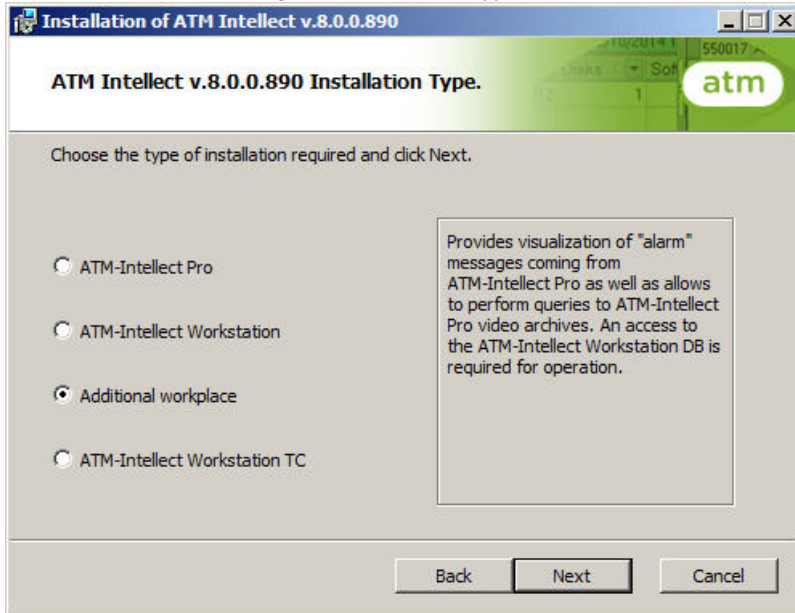 Installation of ATM Intellect v.8.0.0.890
ATM Intellect v.8.0.0.890 Installation Type.
550017
Disks
1
atm
Choose the type of installation required and click Next.
ATM-Intellect Pro
ATM-Intellect Workstation
Additional workplace
ATM-Intellect Workstation TC
Provides visualization of "alarm"
messages coming from
ATM-Intellect Pro as well as allows
to perform queries to ATM-Intellect
Pro video archives. An access to
the ATM-Intellect Workstation DB is
required for operation.
Back
Next
Cancel